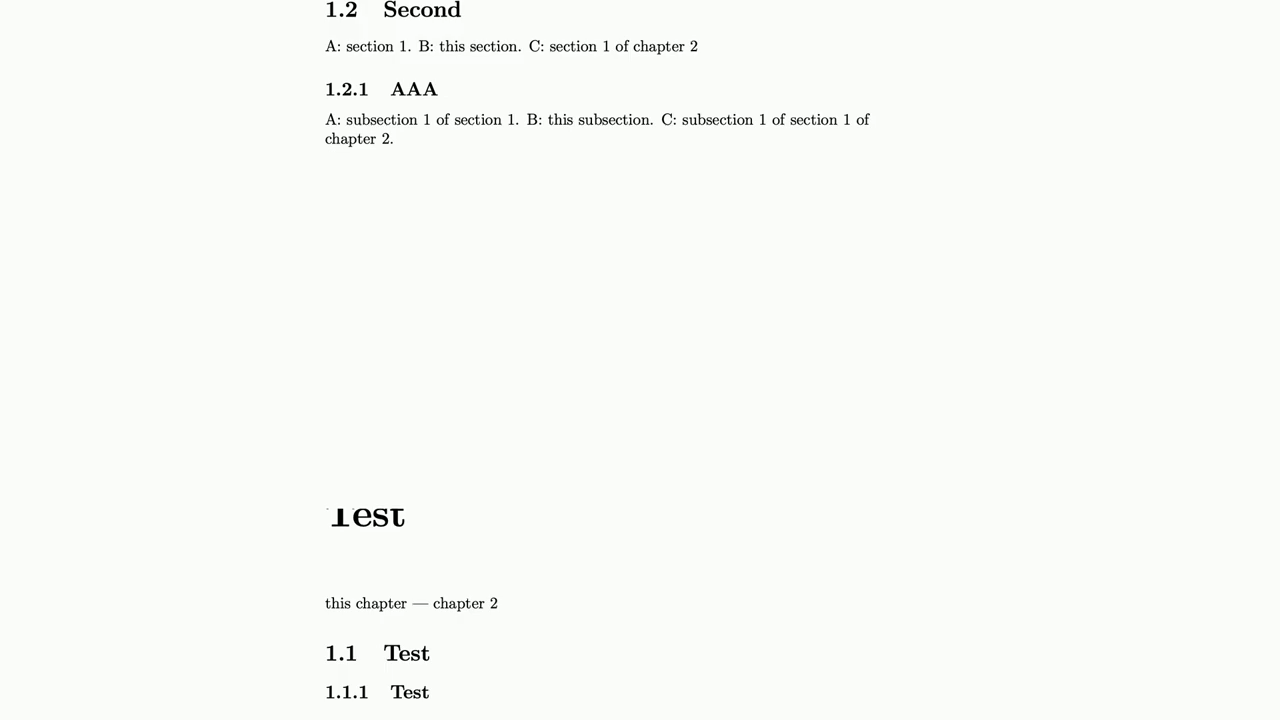 1.2 Second
A: section 1. B: this section. C: section 1 of chapter 2
1.2.1 AAA
A: subsection 1 of section 1. B: this subsection. C: subsection 1 of section 1 of
chapter 2.
Test
this chapter — chapter 2
1.1 Test
1.1.1 Test